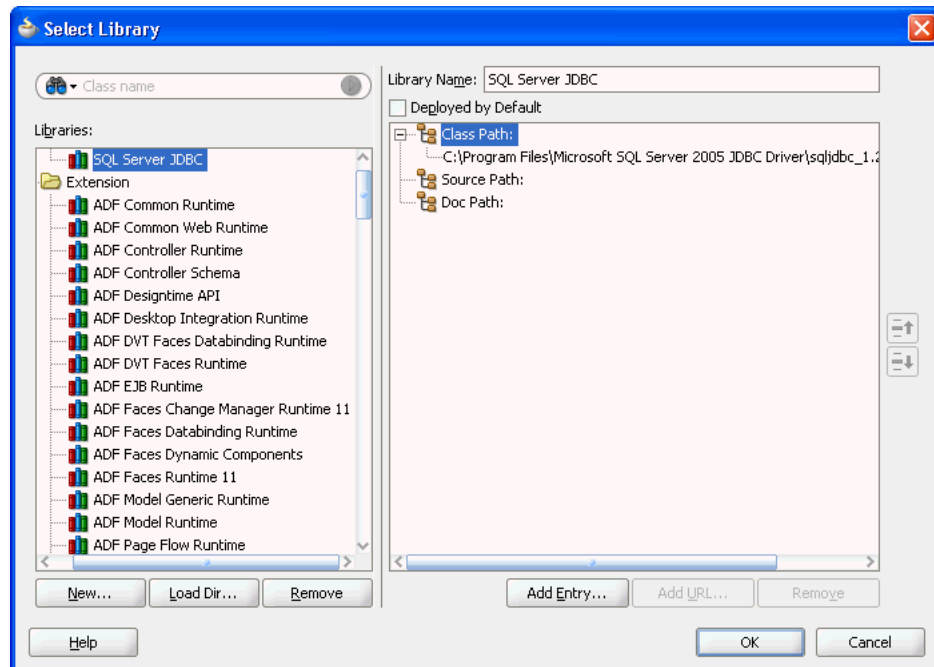 Select Library
Class name
Libraries:
SQL Server JDBC
Extension
ADF Common Runtime
ADF Common Web Runtime
ADF Controller Runtime
ADF Controller Schema
ADF Designtime API
ADF Desktop Integration Runtime
ADF DVT Faces Databinding Runtime
ADF DVT Faces Runtime
ADF EJB Runtime
ADF Faces Change Manager Runtime 11
ADF Faces Databinding Runtime
ADF Faces Dynamic Components
ADF Faces Runtime 11
ADF Model Generic Runtime
ADF Model Runtime
ADF Page Flow Runtime
New... Load Dir... Remove
Library Name: SQL Server JDBC
Deployed by Default
Class Path:
C:\Program Files\Microsoft SQL Server 2005 JDBC Driver\sqljdbc_1.2
Source Path:
Doc Path:
Add Entry... Add URL... Remove
Help OK Cancel